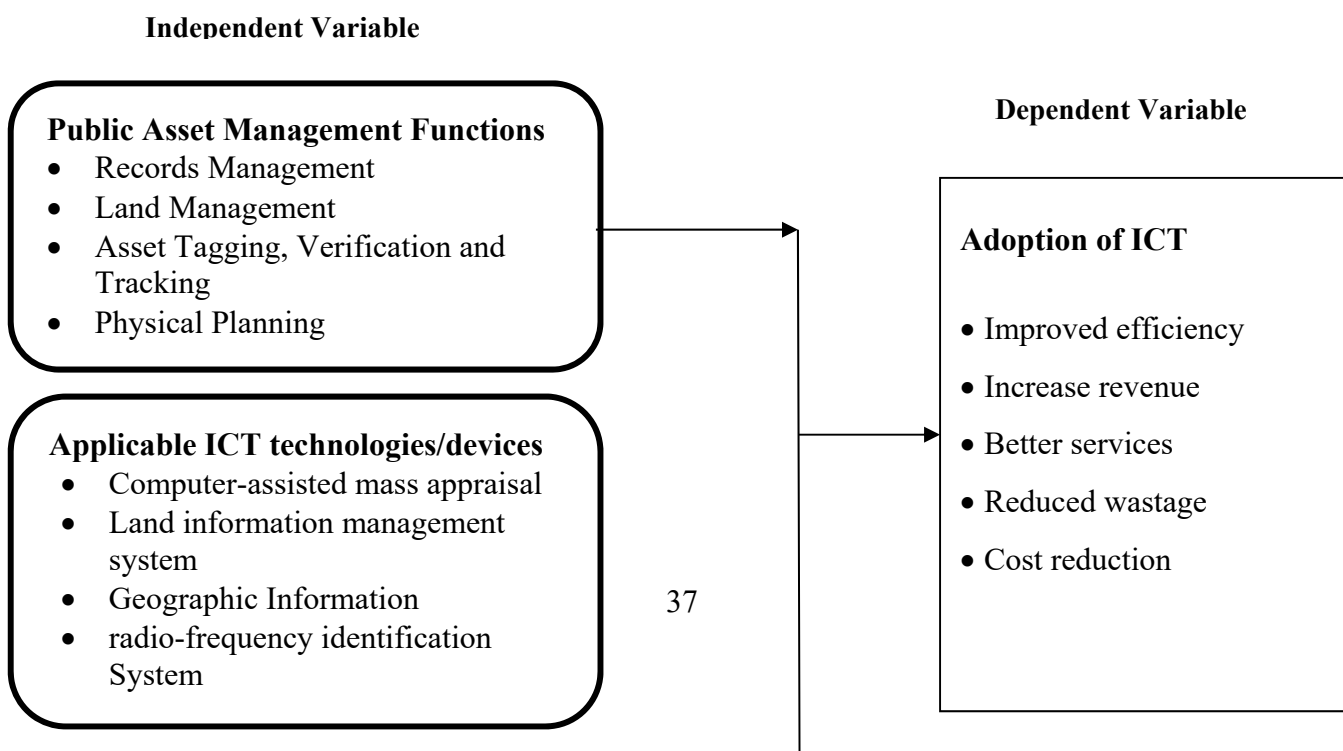 Independent Variable
Public Asset Management Functions
• Records Management
• Land Management
• Asset Tagging, Verification and
Tracking
• Physical Planning
Applicable ICT technologies/devices
• Computer-assisted mass appraisal
• Land information management
system
• Geographic Information
• radio-frequency identification
System
37
Dependent Variable
Adoption of ICT
• Improved efficiency
• Increase revenue
• Better services
• Reduced wastage
• Cost reduction